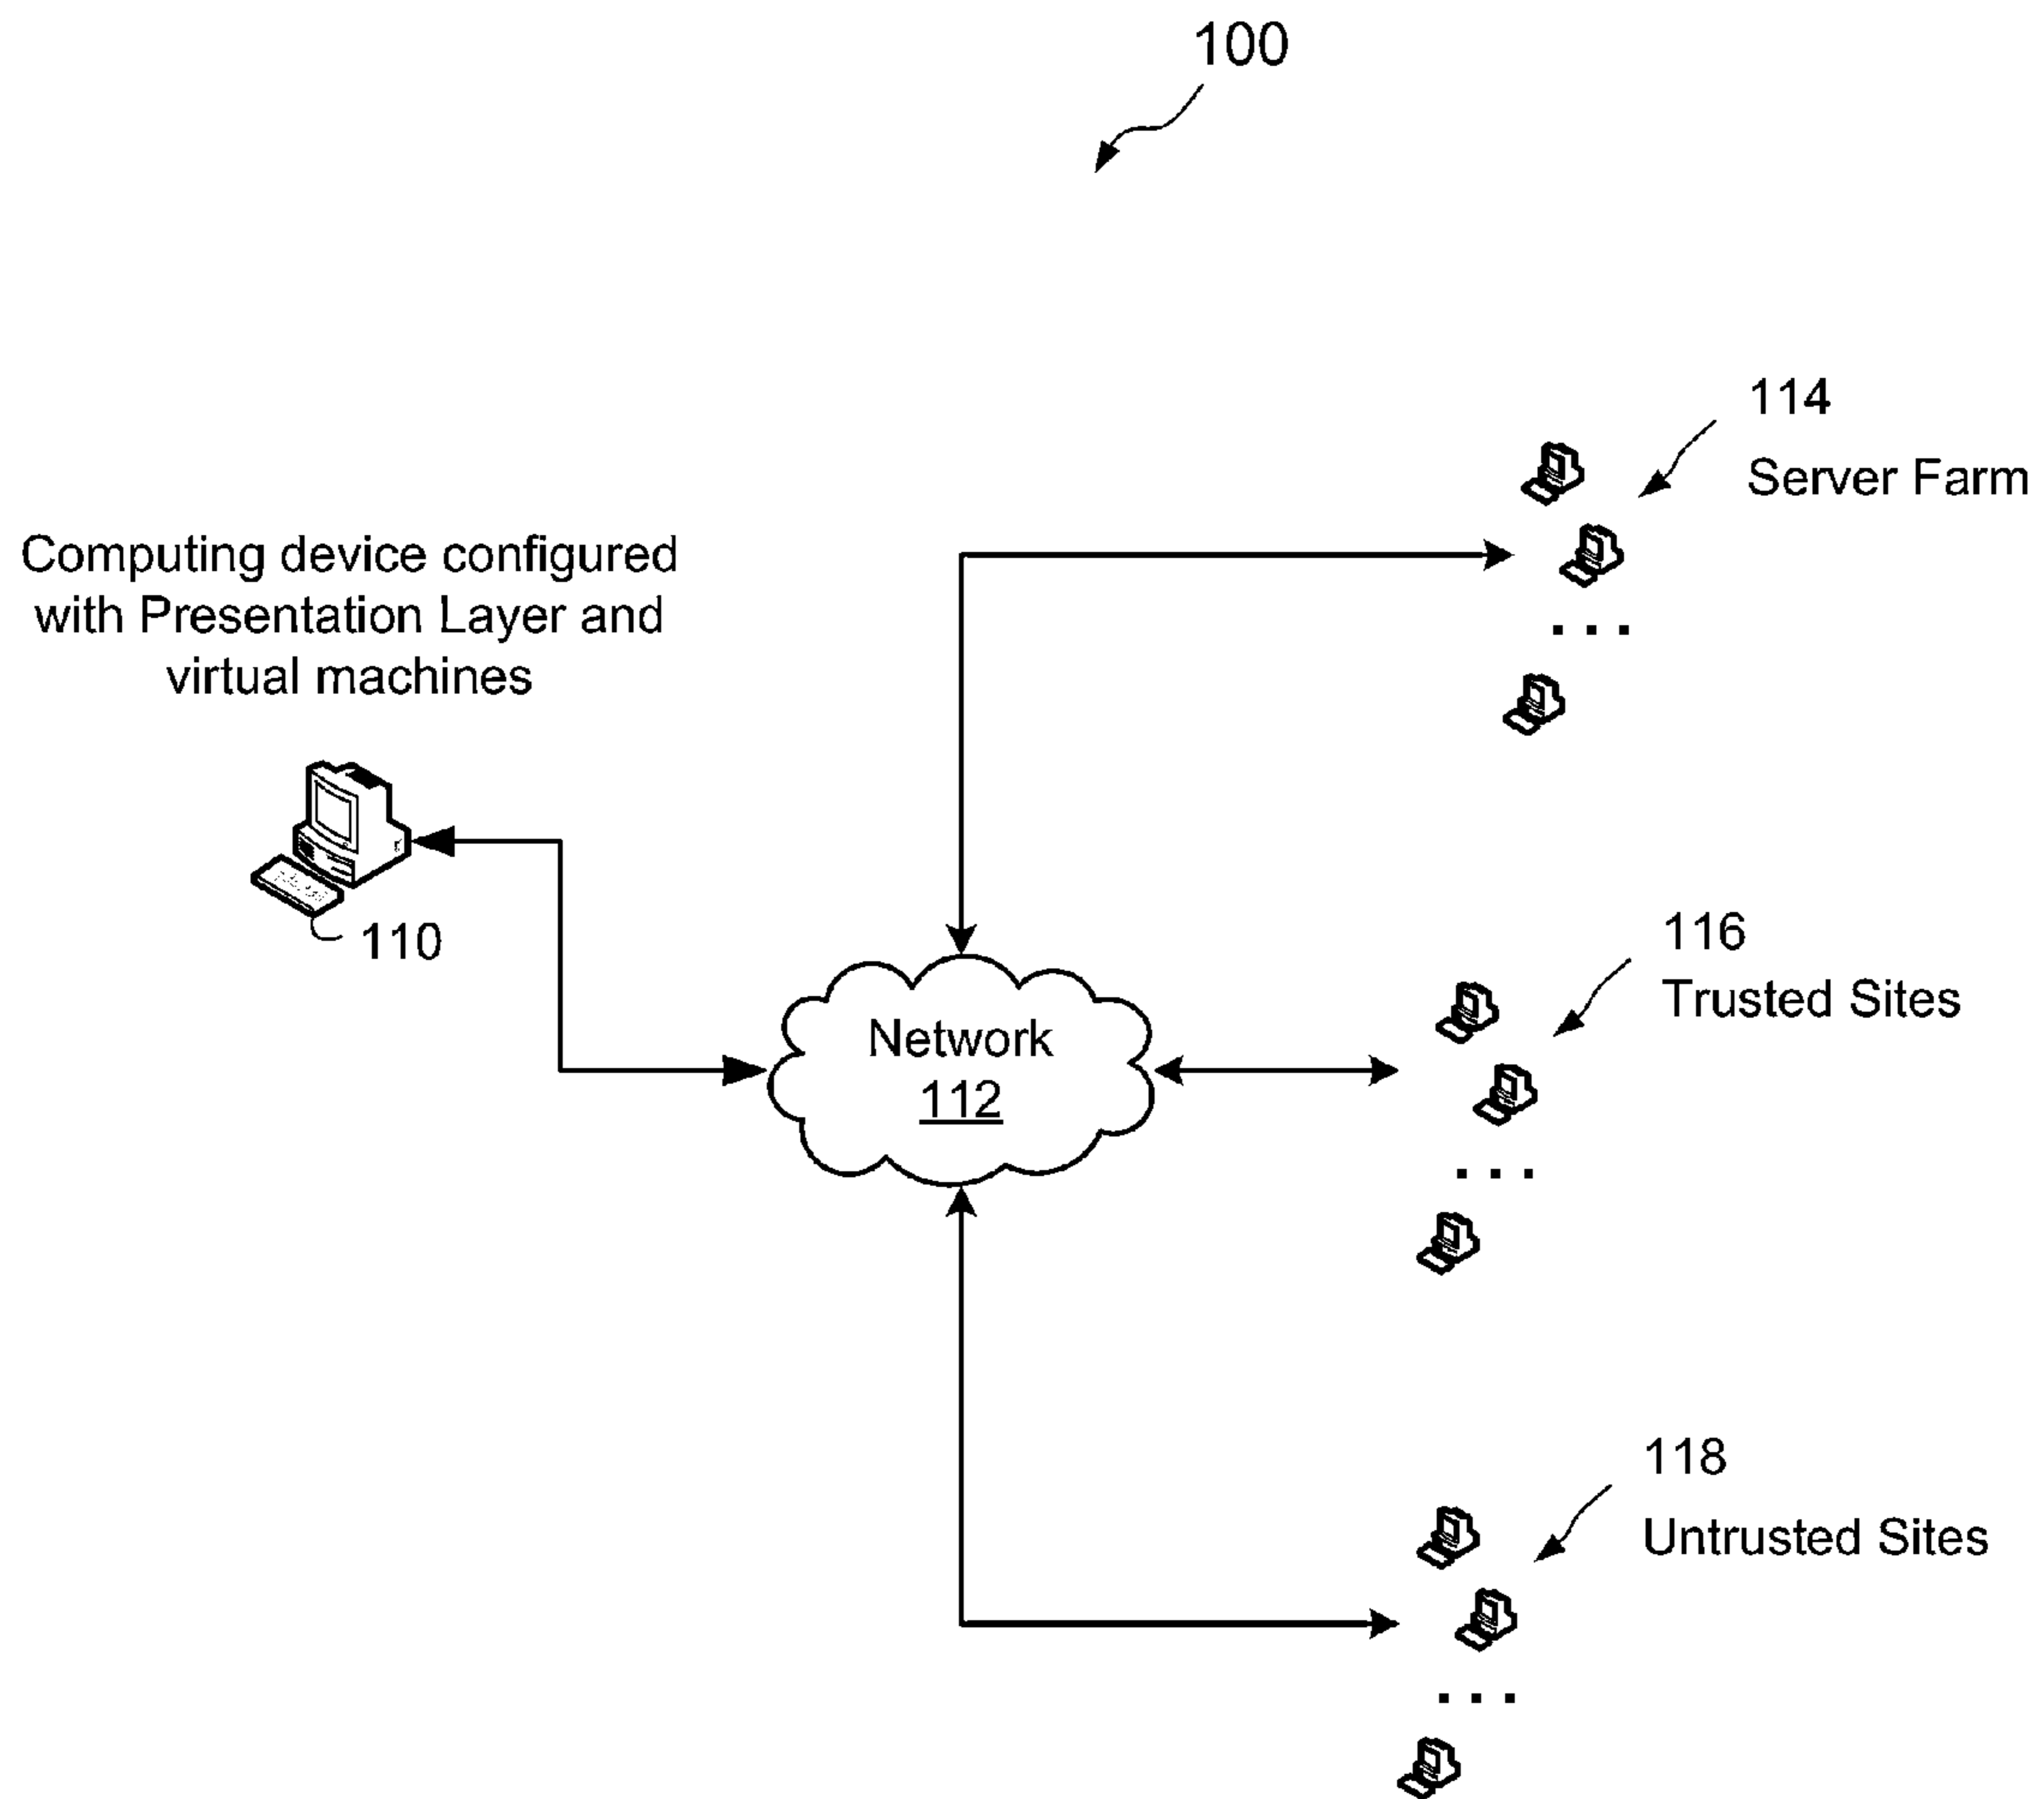 100
114
Server Farm
Computing device configured
with Presentation Layer and
virtual machines
110
116
Trusted Sites
Network
112
118
Untrusted Sites